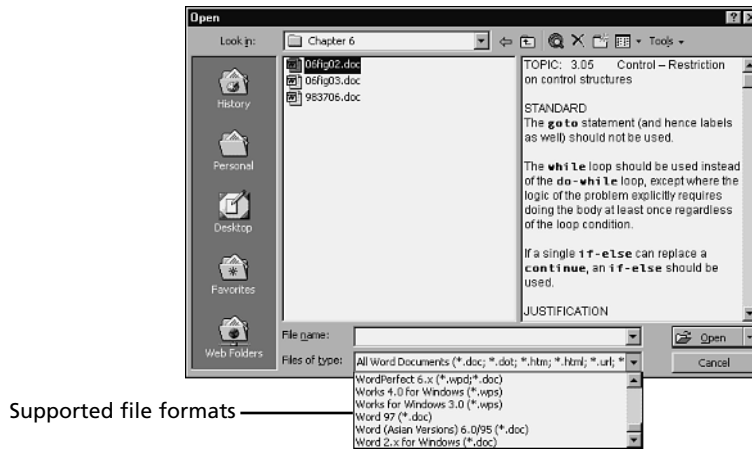 Open
Look in:
Chapter 6
Tools
History
Personal
Desktop
Favorites
Web Folders
06fig02.doc
06fig03.doc
983706.doc
TOPIC: 3.05 Control – Restriction
on control structures
STANDARD
The goto statement (and hence labels
as well) should not be used.
The while loop should be used instead
of the do-while loop, except where the
logic of the problem explicitly requires
doing the body at least once regardless
of the loop condition.
If a single if-else can replace a
continue, an if-else should be
used.
JUSTIFICATION
File name:
Open
Files of type:
All Word Documents (*.doc; *.dot; *.htm; *.html; *.url; *
Cancel
WordPerfect 6.x (*.wpd;*.doc)
Works 4.0 for Windows (*.wps)
Works for Windows 3.0 (*.wps)
Word 97 (*.doc)
Word (Asian Versions) 6.0/95 (*.doc)
Word 2.x for Windows (*.doc)
Supported file formats